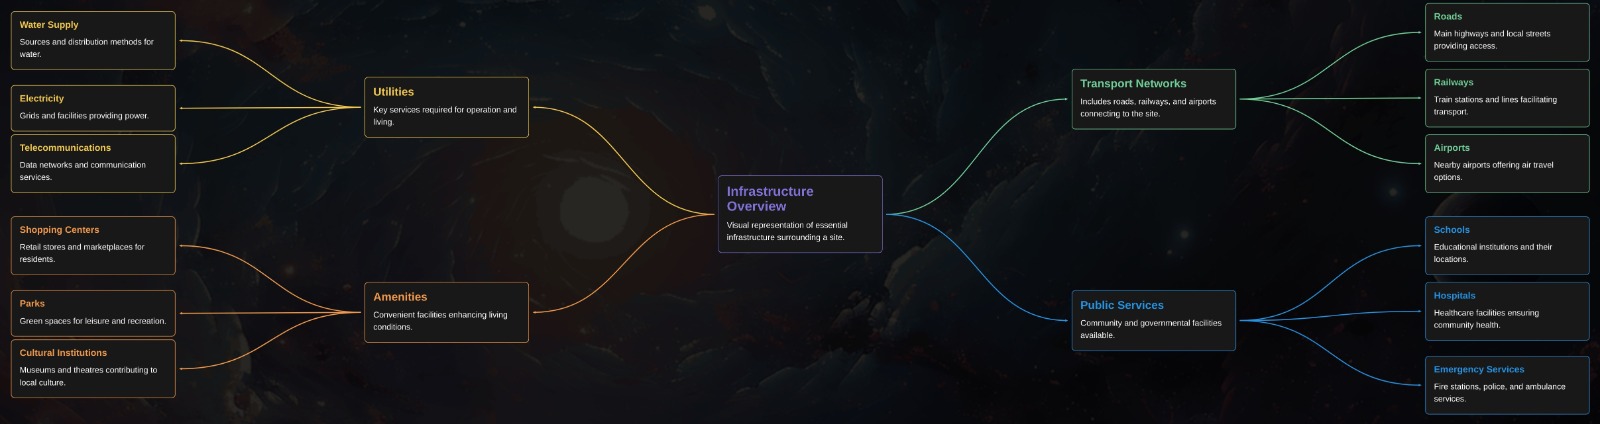 Water Supply
Sources and distribution methods for
water.
Electricity
Grids and facilities providing power.
Telecommunications
Data networks and communication
services.
Utilities
Key services required for operation and
living.
Shopping Centers
Retail stores and marketplaces for
residents.
Parks
Green spaces for leisure and recreation.
Cultural Institutions
Museums and theatres contributing to
local culture.
Amenities
Convenient facilities enhancing living
conditions.
Infrastructure
Overview
Visual representation of essential
infrastructure surrounding a site.
Transport Networks
Includes roads, railways, and airports
connecting to the site.
Roads
Main highways and local streets
providing access.
Railways
Train stations and lines facilitating
transport.
Airports
Nearby airports offering air travel
options.
Public Services
Community and governmental facilities
available.
Schools
Educational institutions and their
locations.
Hospitals
Healthcare facilities ensuring
community health.
Emergency Services
Fire stations, police, and ambulance
services.